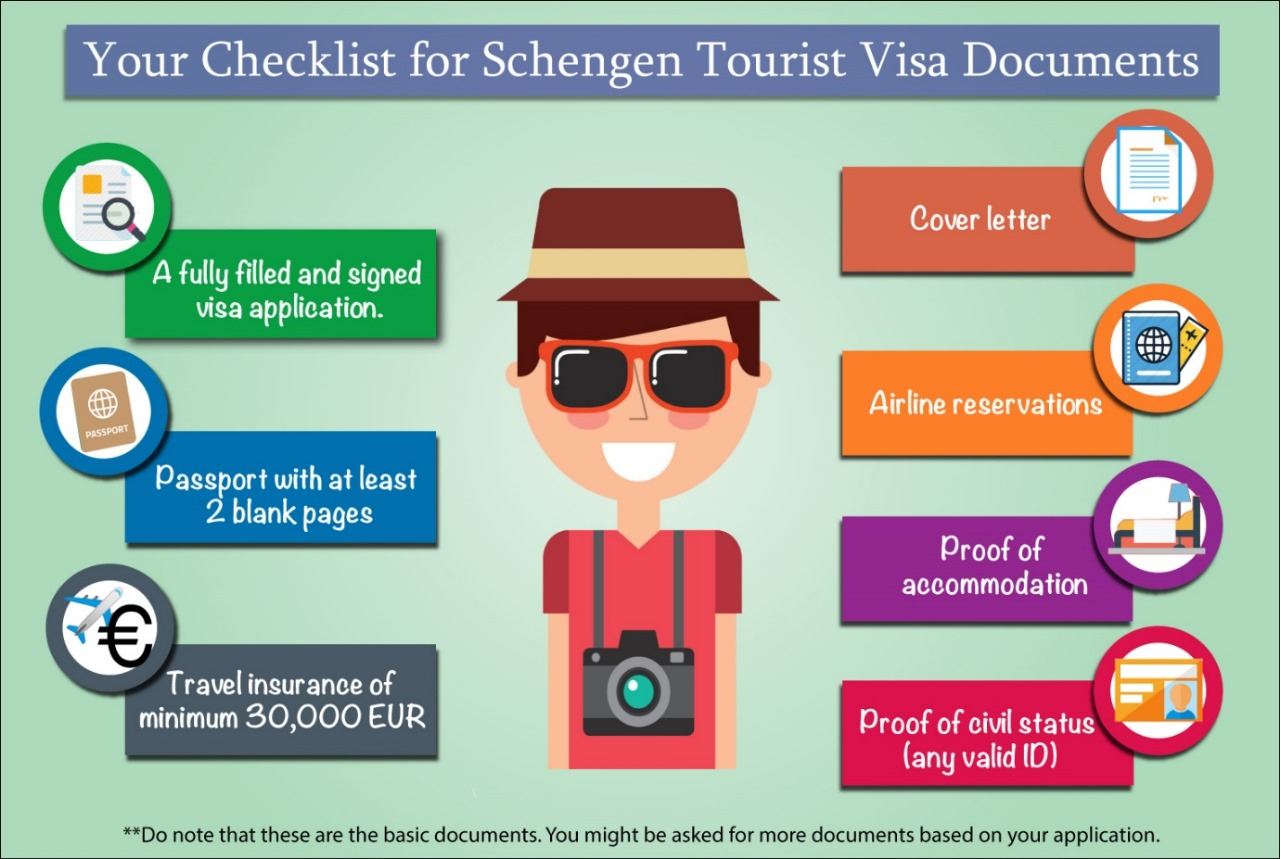 Your Checklist for Schengen Tourist Visa Documents
A fully filled and signed
visa application.
PASSPORT
Passport with at least
2 blank pages
€
Travel insurance of
minimum 30,000 EUR
Cover letter
Airline reservations
Proof of
accommodation
Proof of civil status
(any valid ID)
**Do note that these are the basic documents. You might be asked for more documents based on your application.